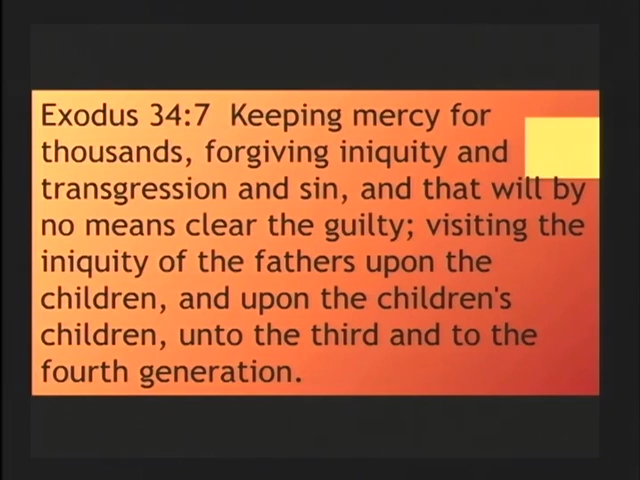 Exodus 34:7  Keeping mercy for
thousands, forgiving iniquity and
transgression and sin, and that will by
no means clear the guilty; visiting the
iniquity of the fathers upon the
children, and upon the children's
children, unto the third and to the
fourth generation.